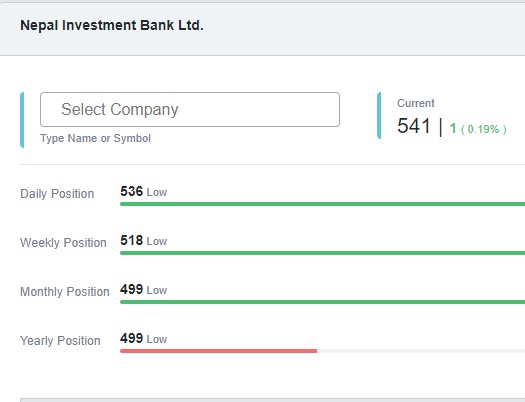 Nepal Investment Bank Ltd.
Select Company
Type Name or Symbol
Current
541 | 1 ( 0.19% )
Daily Position 536 Low
Weekly Position 518 Low
Monthly Position 499 Low
Yearly Position 499 Low